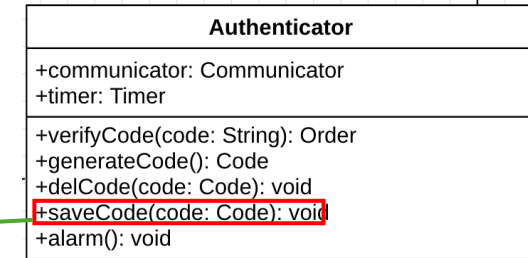 Authenticator
+communicator: Communicator
+timer: Timer
+verifyCode(code: String): Order
+generateCode(): Code
+delCode(code: Code): void
+saveCode(code: Code): void
+alarm(): void